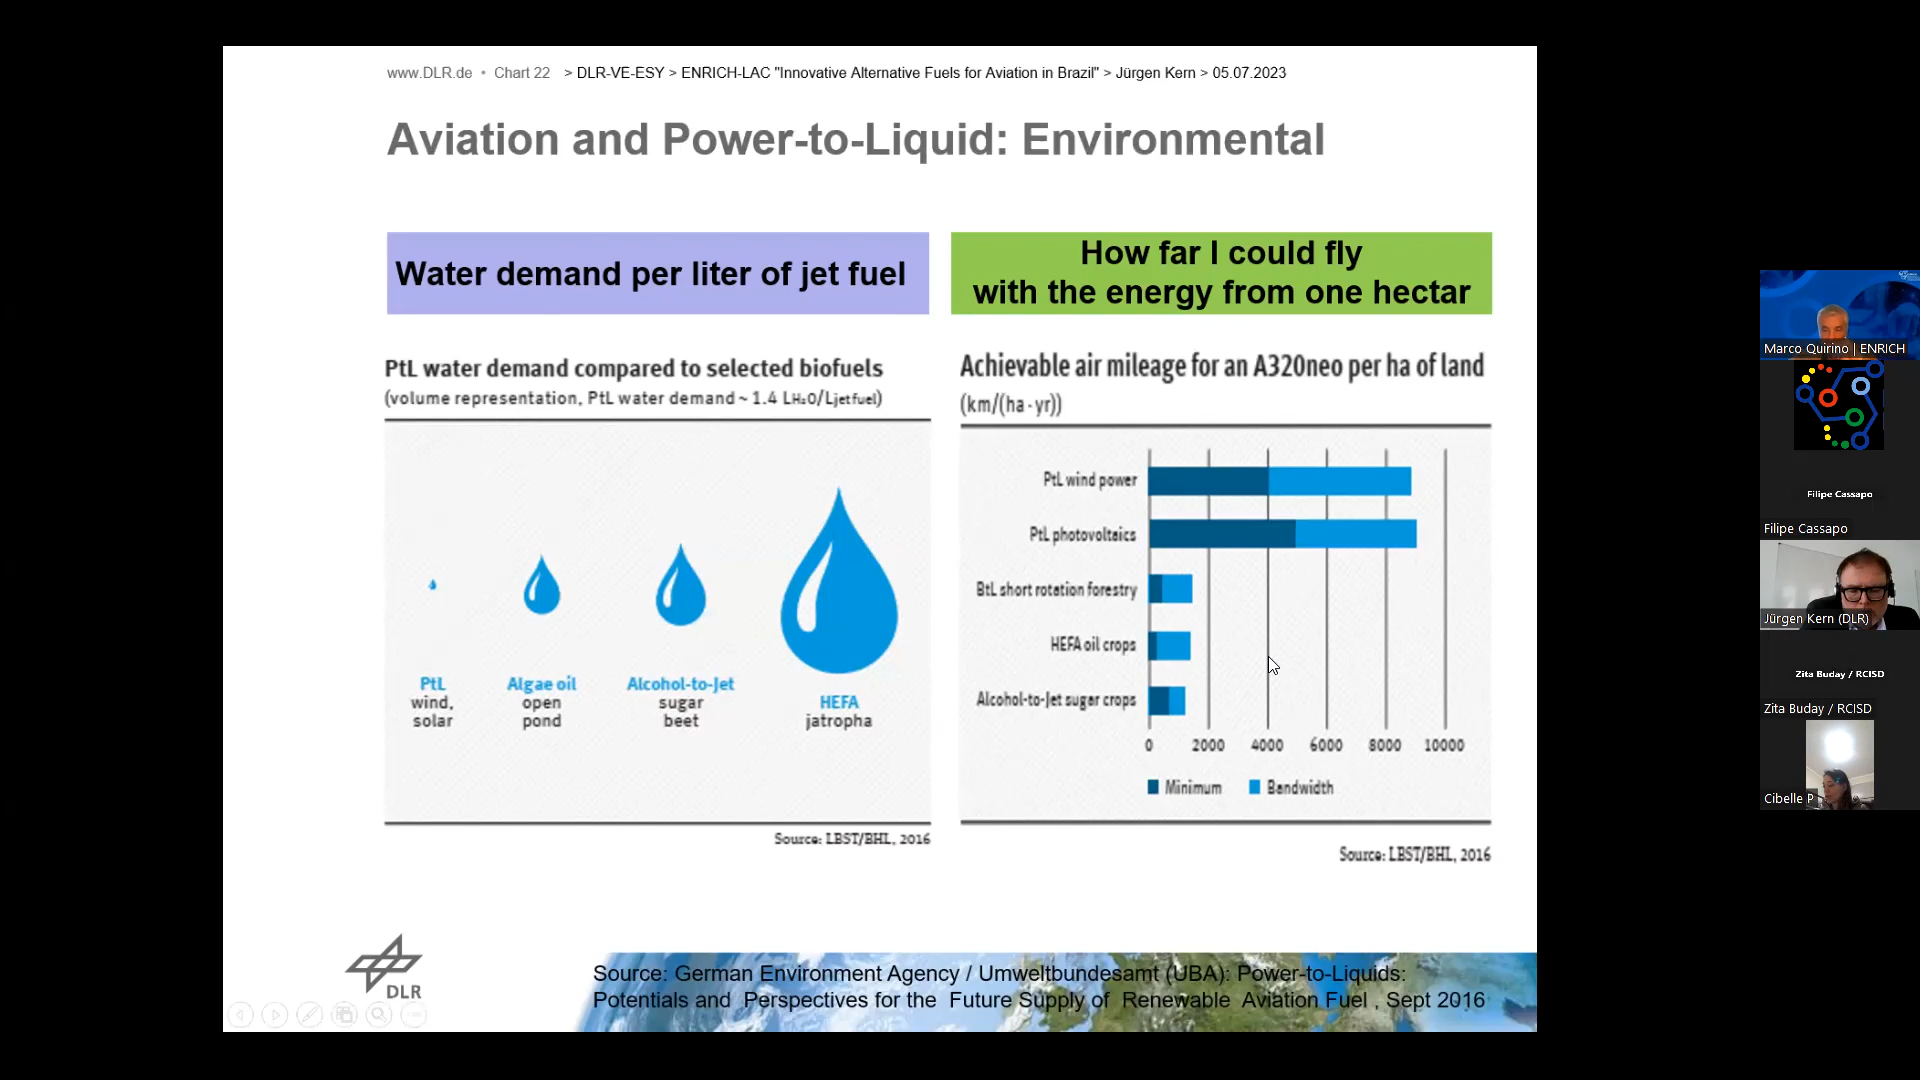 www.DLR.de • Chart 22 > DLR-VE-ESY > ENRICH-LAC "Innovative Alternative Fuels for Aviation in Brazil" > Jürgen Kern > 05.07.2023
Aviation and Power-to-Liquid: Environmental
Water demand per liter of jet fuel
PtL water demand compared to selected biofuels
(volume representation, PtL water demand ~ 1.4 LH₂O/Ljetfuel)
PtL
wind,
solar
Algae oil
open
pond
Alcohol-to-Jet
sugar
beet
HEFA
jatropha
Source: LBST/BHL, 2016
How far I could fly
with the energy from one hectar
Achievable air mileage for an A320neo per ha of land
(km/(ha · yr))
PtL wind power
PtL photovoltaics
BtL short rotation forestry
HEFA oil crops
Alcohol-to-Jet sugar crops
0 2000 4000 6000 8000 10000
Minimum Bandwidth
Source: LBST/BHL, 2016
DLR
Source: German Environment Agency / Umweltbundesamt (UBA): Power-to-Liquids:
Potentials and Perspectives for the Future Supply of Renewable Aviation Fuel , Sept 2016
Marco Quirino | ENRICH
Filipe Cassapo
Filipe Cassapo
Jürgen Kern (DLR)
Zita Buday / RCISD
Zita Buday / RCISD
Cibelle P